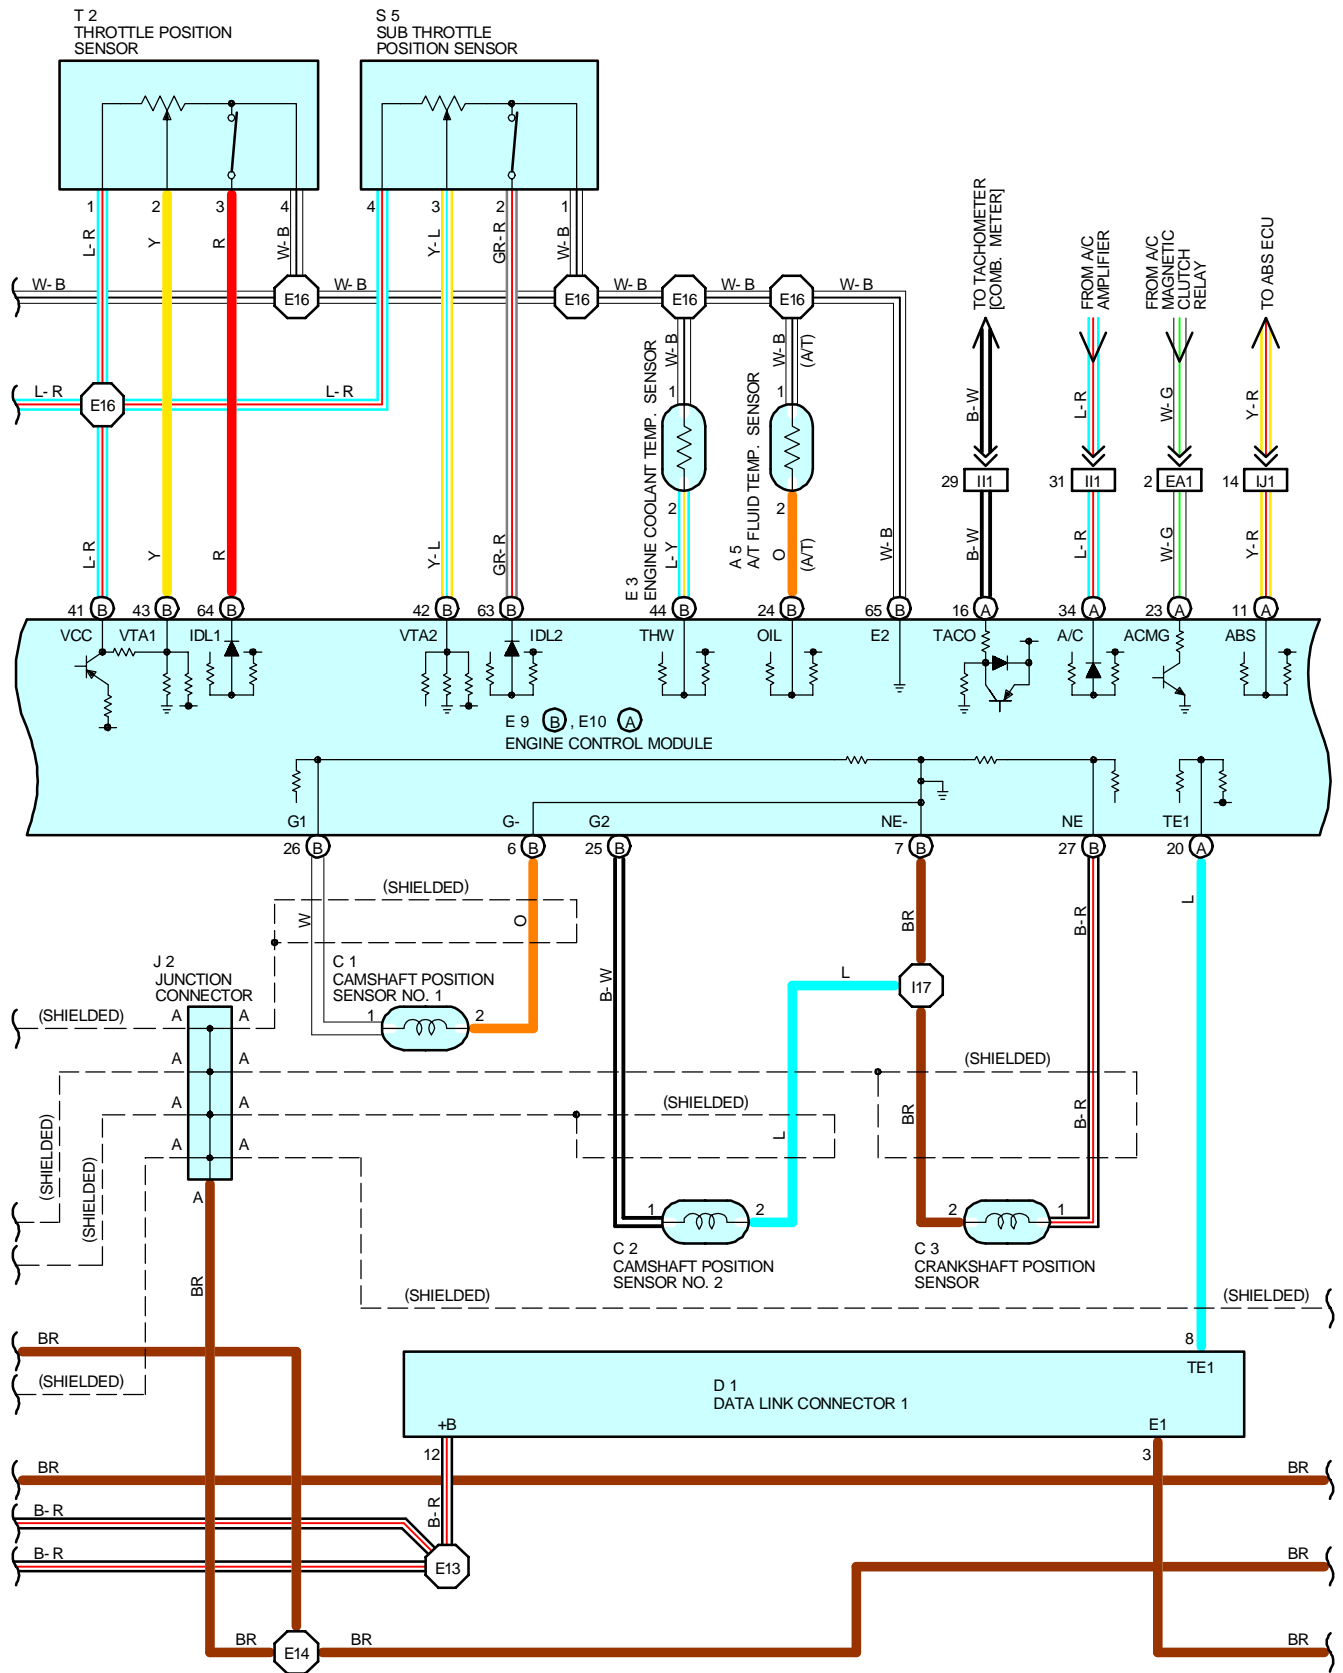 T 2
THROTTLE POSITION
SENSOR
S 5
SUB THROTTLE
POSITION SENSOR
1
2
3
4
4
3
2
1
L- R
Y
R
W- B
Y- L
GR- R
W- B
TO TACHOMETER
[COMB. METER]
FROM A/C
AMPLIFIER
FROM A/C
MAGNETIC
CLUTCH
RELAY
TO ABS ECU
W- B
E16
W- B
E16
W- B
E16
W- B
E16
W- B
L- R
E16
L- R
W- B
W- B
(A/T)
1
1
E 3
ENGINE COOLANT TEMP. SENSOR
A 5
A/T FLUID TEMP. SENSOR
2
2
B- W
L- R
W- G
Y- R
29
II1
31
II1
2
EA1
14
IJ1
L- R
Y
R
Y- L
GR- R
L- Y
O
(A/T)
W- B
B- W
L- R
W- G
Y- R
41
B
43
B
64
B
42
B
63
B
44
B
24
B
65
B
16
A
34
A
23
A
11
A
VCC
VTA1
IDL1
VTA2
IDL2
THW
OIL
E2
TACO
A/C
ACMG
ABS
E 9 B , E10 A
ENGINE CONTROL MODULE
G1
G-
G2
NE-
NE
TE1
26
B
6
B
25
B
7
B
27
B
20
A
(SHIELDED)
W
O
BR
B- R
L
J 2
JUNCTION
CONNECTOR
C 1
CAMSHAFT POSITION
SENSOR NO. 1
B- W
L
I17
(SHIELDED)
A
A
1
2
A
A
(SHIELDED)
A
A
(SHIELDED)
BR
B- R
L
A
A
(SHIELDED)
(SHIELDED)
A
1
2
2
1
C 2
CAMSHAFT POSITION
SENSOR NO. 2
C 3
CRANKSHAFT POSITION
SENSOR
BR
(SHIELDED)
(SHIELDED)
BR
8
TE1
(SHIELDED)
D 1
DATA LINK CONNECTOR 1
+B
E1
12
3
BR
BR
B- R
B- R
B- R
E13
BR
BR
E14
BR
BR